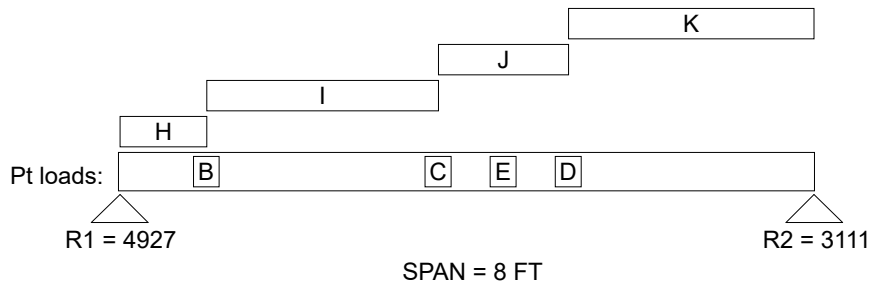 K
J
I
H
Pt loads: B C E D
R1 = 4927 R2 = 3111
SPAN = 8 FT